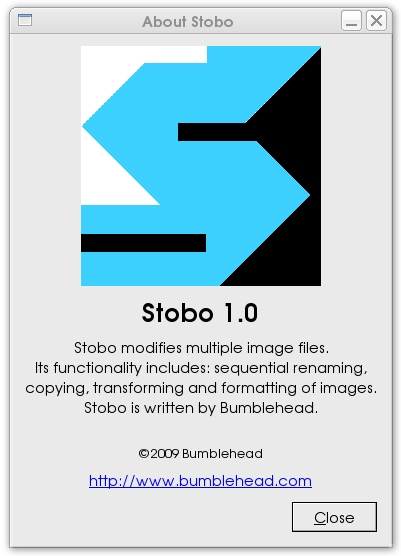 About Stobo
Stobo 1.0
Stobo modifies multiple image files.
Its functionality includes: sequential renaming,
copying, transforming and formatting of images.
Stobo is written by Bumblehead.
©2009 Bumblehead
http://www.bumblehead.com
Close